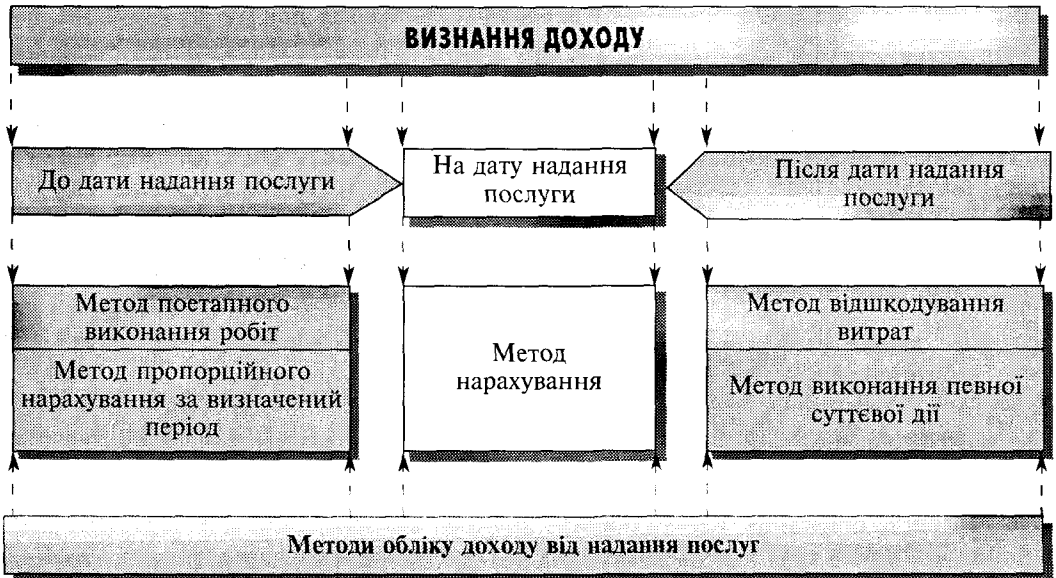 ВИЗНАННЯ ДОХОДУ
До дати надання послуги
На дату надання
послуги
Після дати надання
послуги
Метод поетапного
виконання робіт
Метод пропорційного
нарахування за визначений
період
Метод
нарахування
Метод відшкодування
витрат
Метод виконання певної
суттєвої дії
Методи обліку доходу від надання послуг